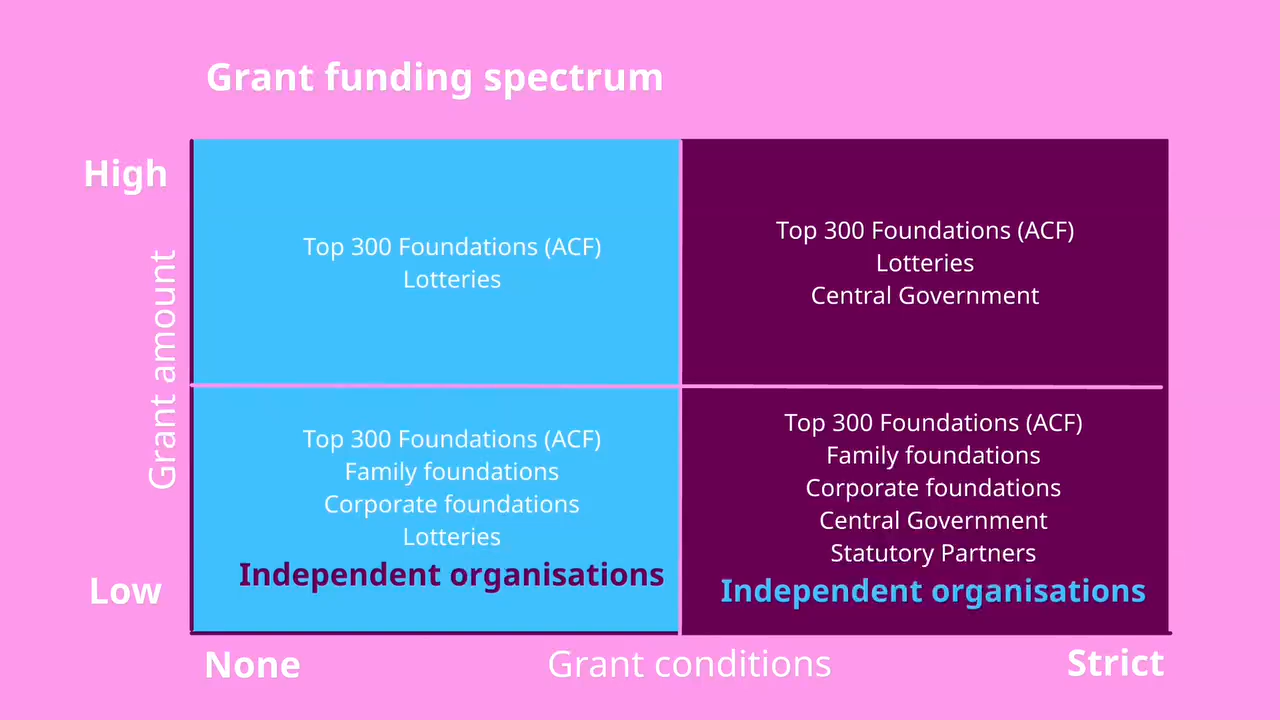 Grant funding spectrum
High
Grant amount
Low
Top 300 Foundations (ACF)
Lotteries
Top 300 Foundations (ACF)
Lotteries
Central Government
Top 300 Foundations (ACF)
Family foundations
Corporate foundations
Lotteries
Independent organisations
Top 300 Foundations (ACF)
Family foundations
Corporate foundations
Central Government
Statutory Partners
Independent organisations
None
Grant conditions
Strict